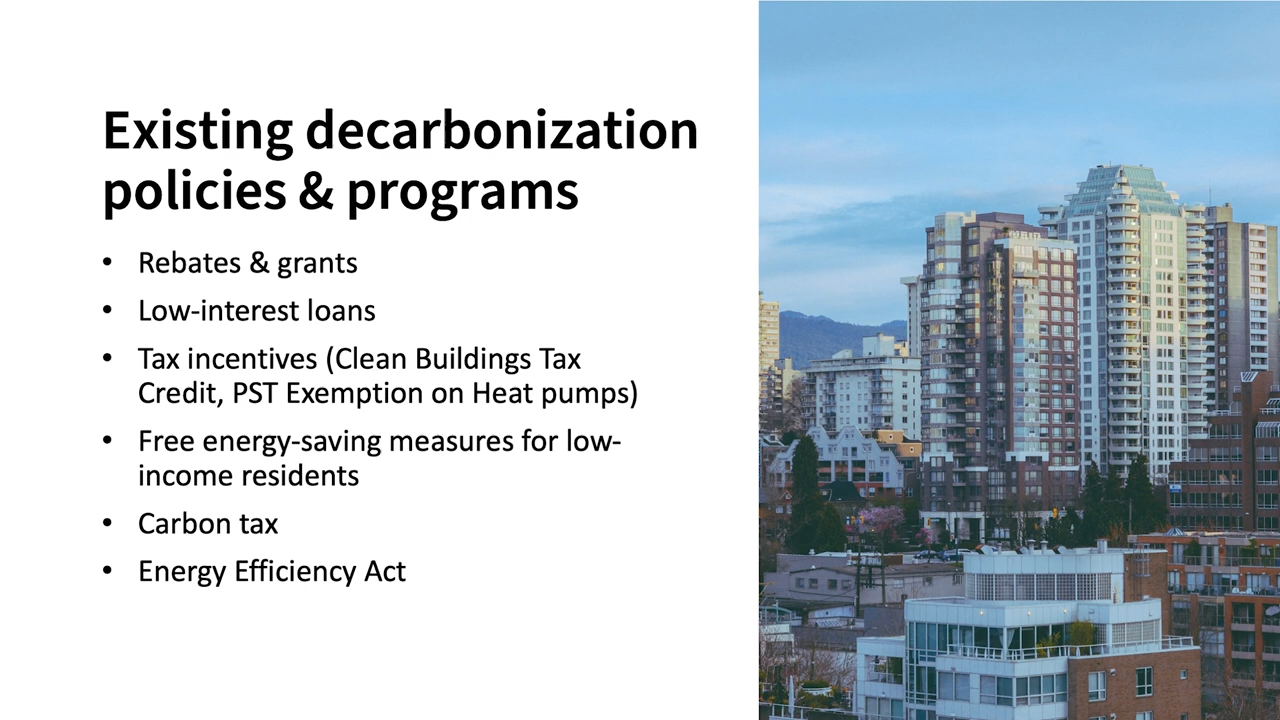 Existing decarbonization
policies & programs
• Rebates & grants
• Low-interest loans
• Tax incentives (Clean Buildings Tax
Credit, PST Exemption on Heat pumps)
• Free energy-saving measures for low-
income residents
• Carbon tax
• Energy Efficiency Act